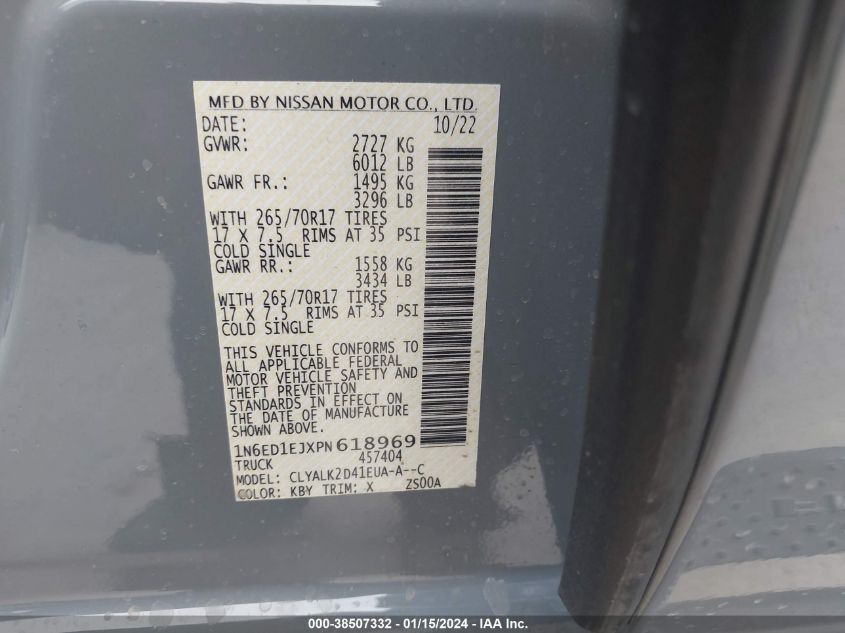 MFD BY NISSAN MOTOR CO., LTD.
DATE: 10/22
GVWR: 2727 KG
6012 LB
GAWR FR.: 1495 KG
3296 LB
WITH 265/70R17 TIRES
17 X 7.5 RIMS AT 35 PSI
COLD SINGLE
GAWR RR.: 1558 KG
3434 LB
WITH 265/70R17 TIRES
17 X 7.5 RIMS AT 35 PSI
COLD SINGLE
THIS VEHICLE CONFORMS TO
ALL APPLICABLE FEDERAL
MOTOR VEHICLE SAFETY AND
THEFT PREVENTION
STANDARDS IN EFFECT ON
THE DATE OF MANUFACTURE
SHOWN ABOVE.
1N6ED1EJXPN618969
TRUCK 457404
MODEL: CLYALK2D41EUA-A--C
COLOR: KBY TRIM: X ZS00A
000-38507332 - 01/15/2024 - IAA Inc.